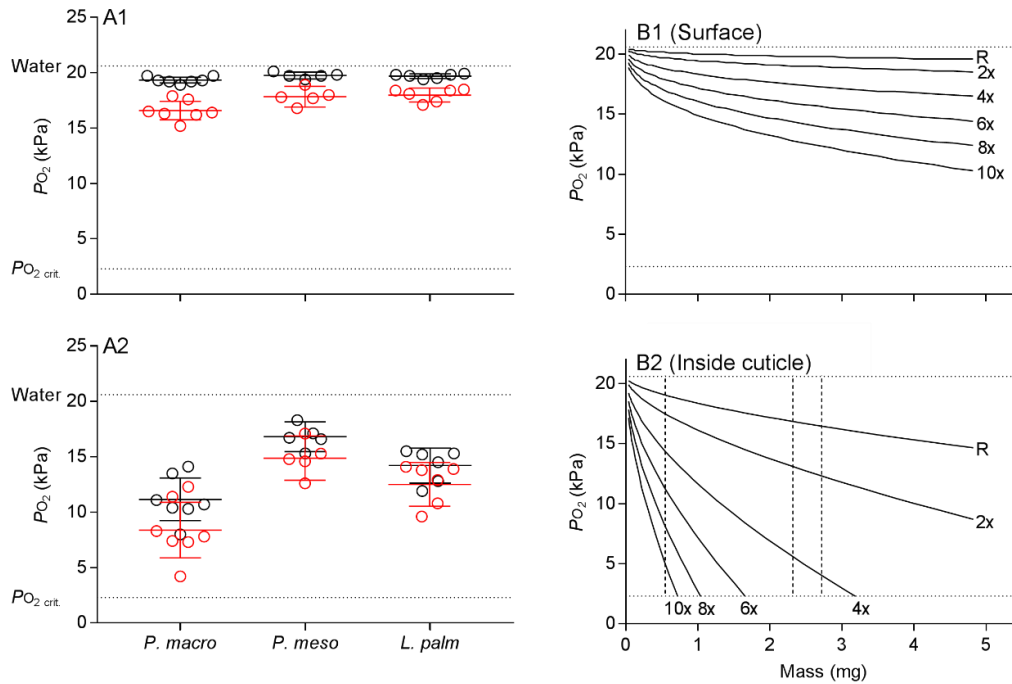 A1
25
Water
20
15
10
5
PO2 crit.
0
PO2 (kPa)
B1 (Surface)
20
15
10
5
0
PO2 (kPa)
R
2x
4x
6x
8x
10x
0
1
2
3
4
5
A2
25
Water
20
15
10
5
PO2 crit.
0
PO2 (kPa)
P. macro
P. meso
L. palm
B2 (Inside cuticle)
20
15
10
5
0
PO2 (kPa)
R
2x
10x
8x
6x
4x
0
1
2
3
4
5
Mass (mg)